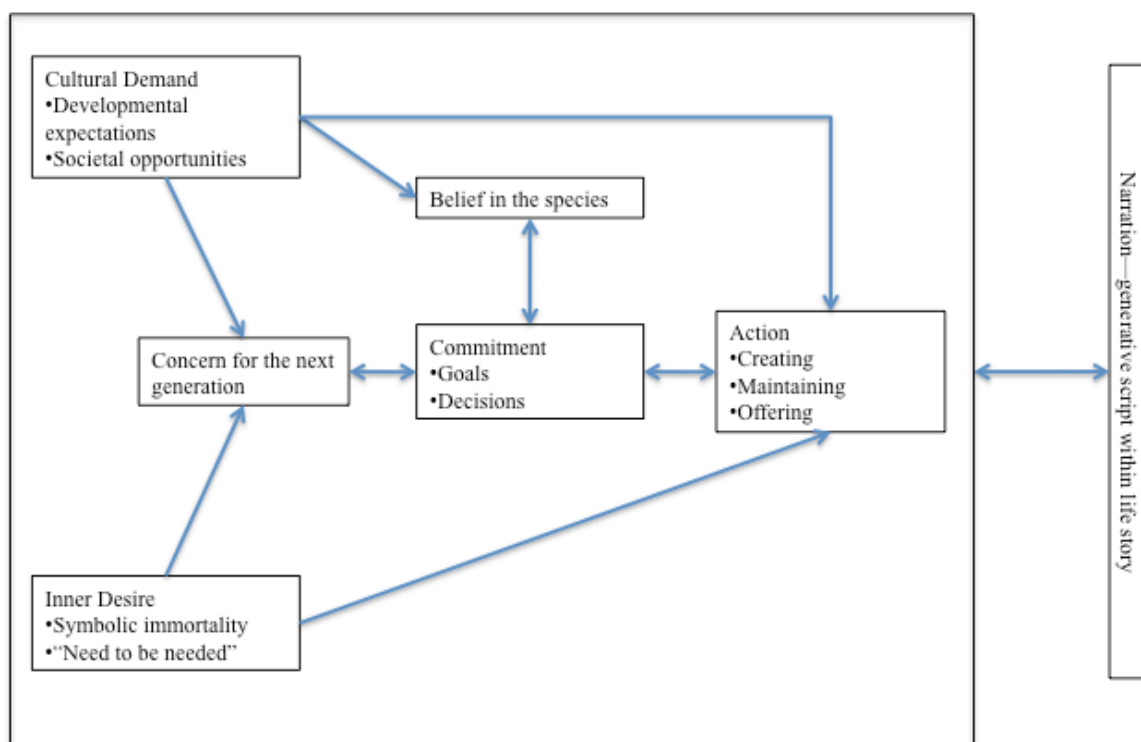 Cultural Demand
•Developmental
expectations
•Societal opportunities
Belief in the species
Concern for the next
generation
Commitment
•Goals
•Decisions
Action
•Creating
•Maintaining
•Offering
Inner Desire
•Symbolic immortality
•“Need to be needed”
Narration—generative script within life story